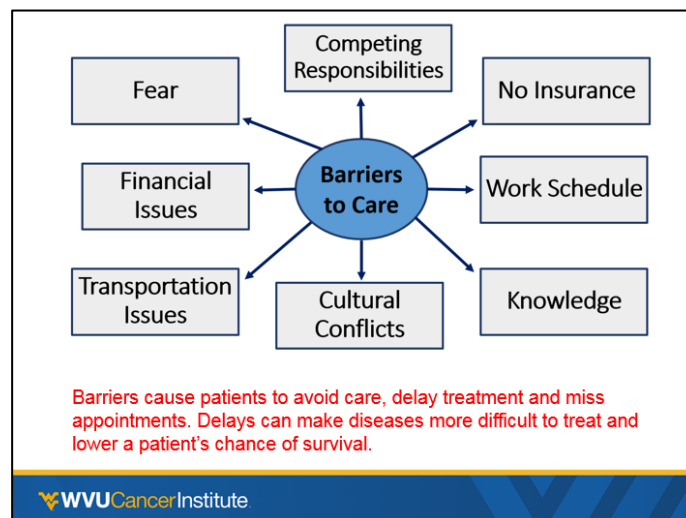 Competing
Responsibilities
Fear
No Insurance
Barriers
to Care
Financial
Issues
Work Schedule
Transportation
Issues
Cultural
Conflicts
Knowledge
Barriers cause patients to avoid care, delay treatment and miss
appointments. Delays can make diseases more difficult to treat and
lower a patient's chance of survival.
WVUCancerInstitute